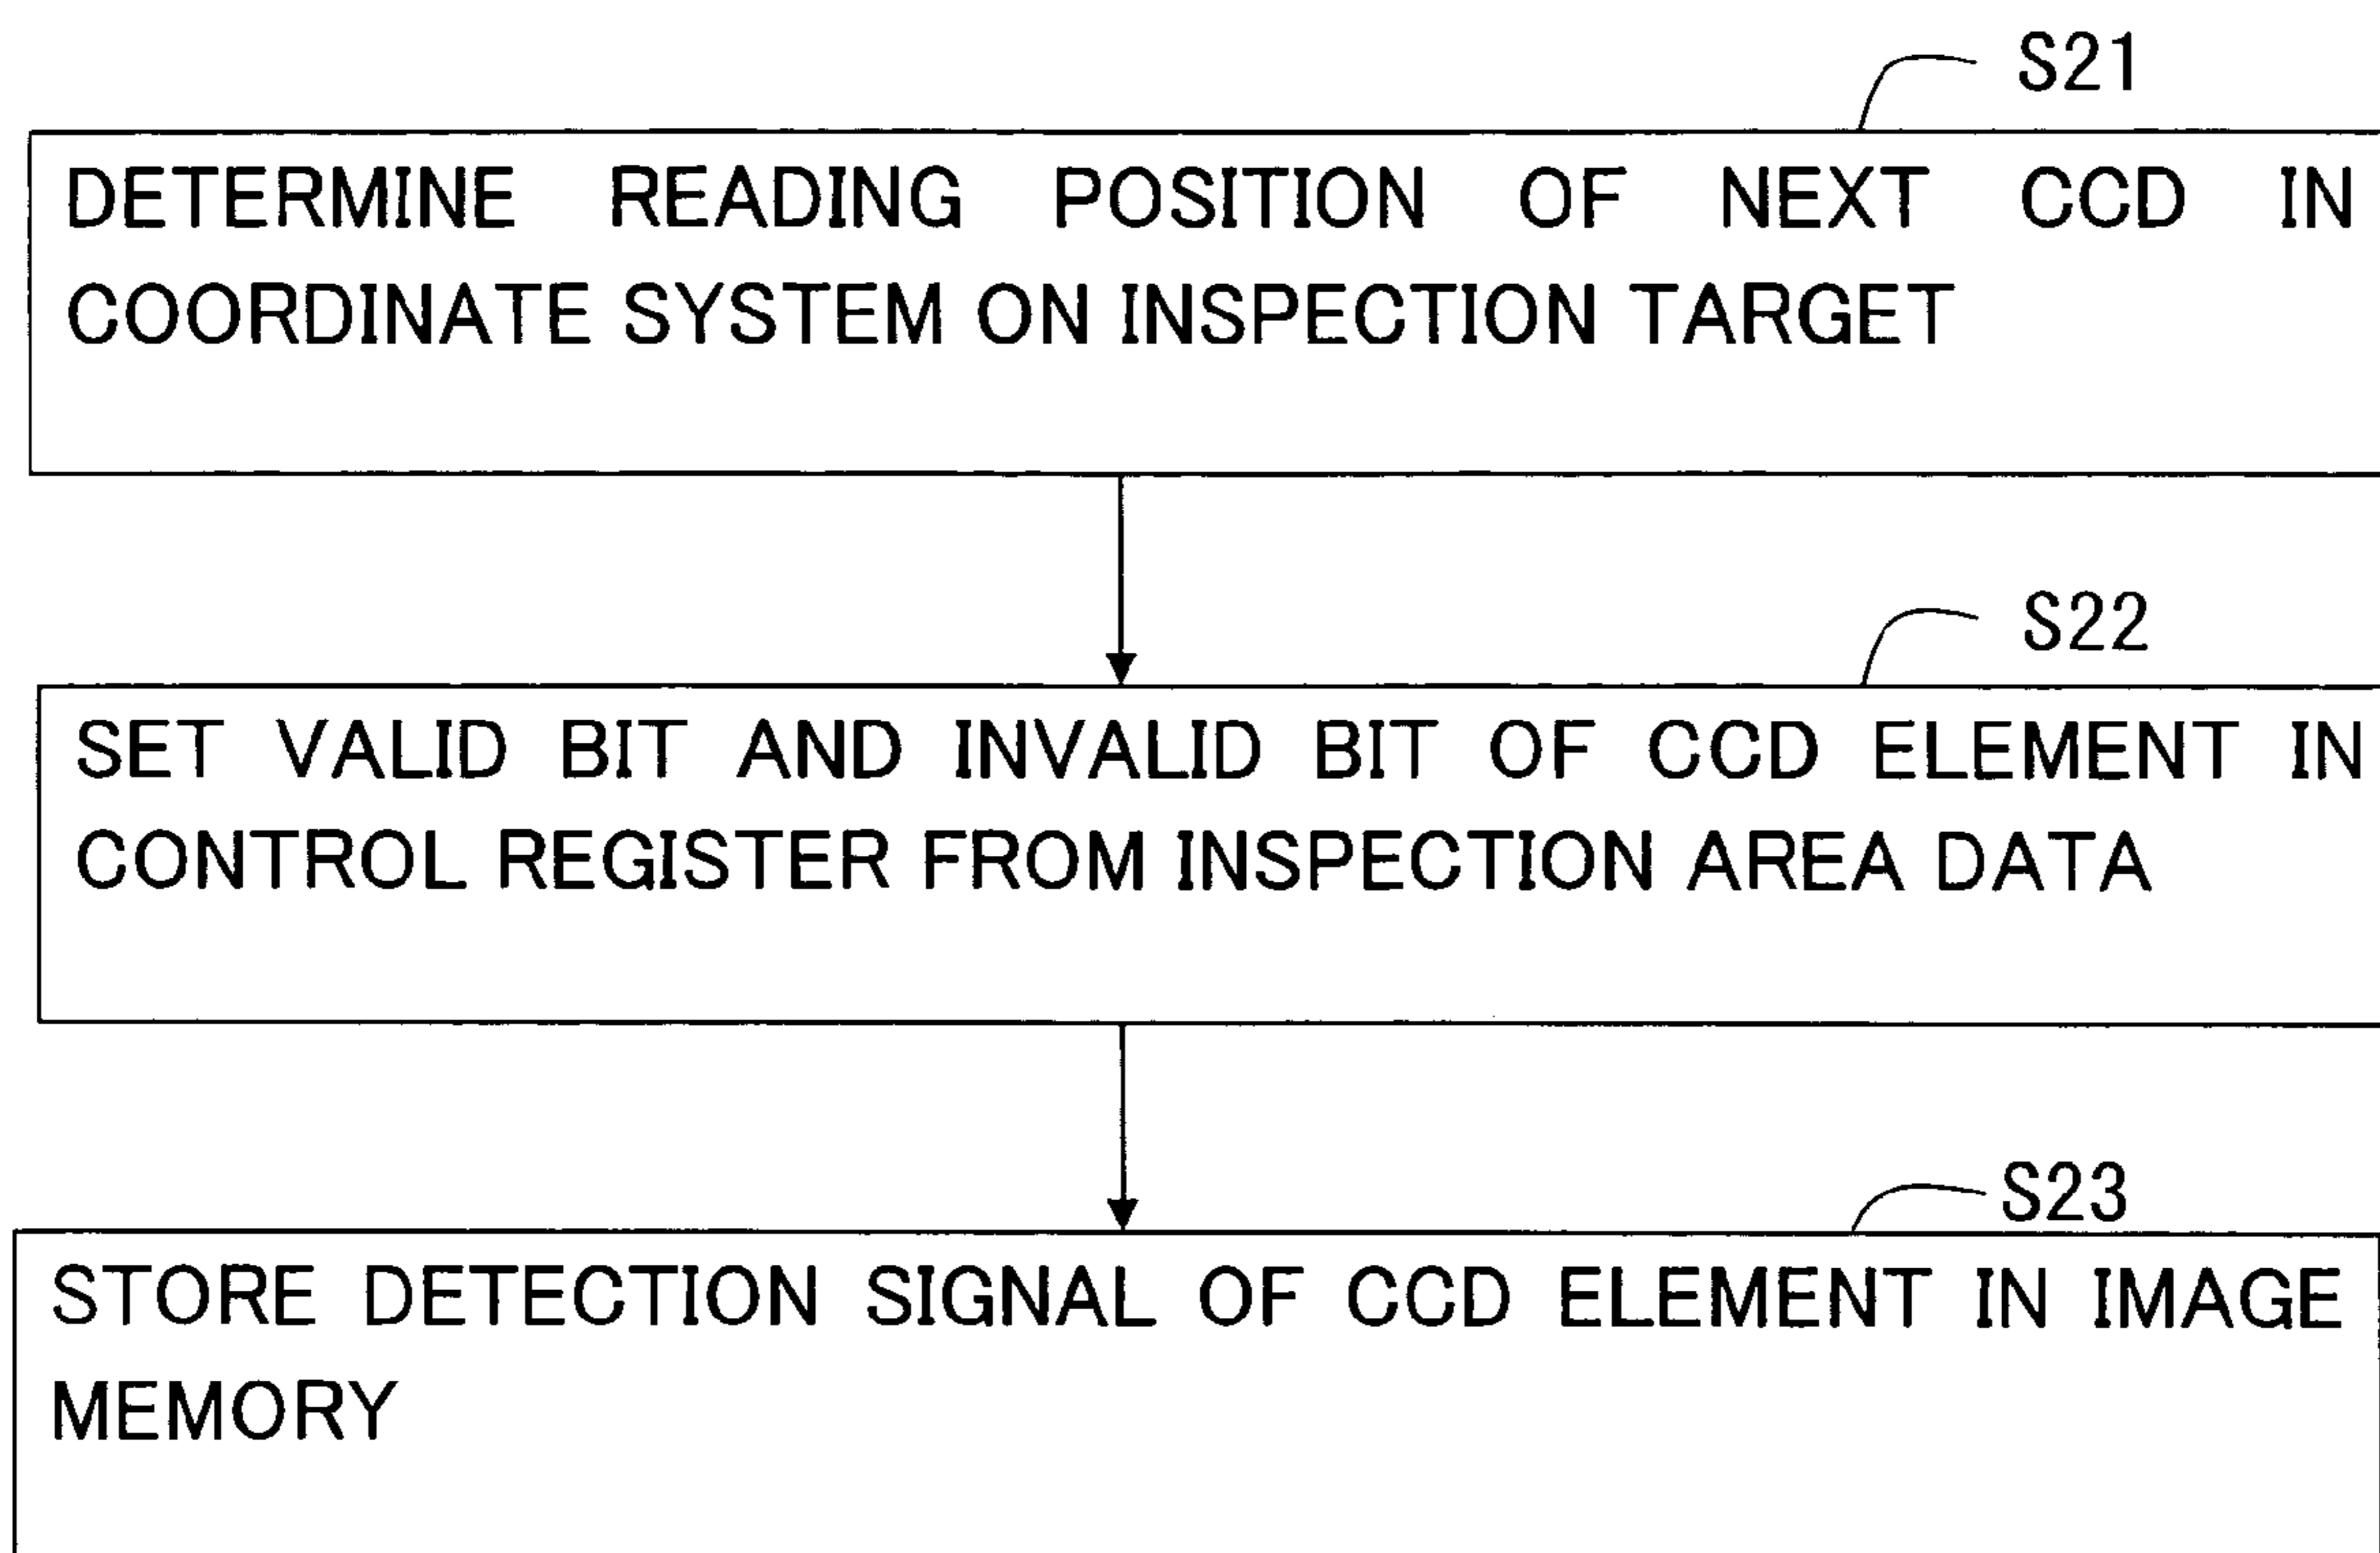 S21
DETERMINE READING POSITION OF NEXT CCD IN
COORDINATE SYSTEM ON INSPECTION TARGET
S22
SET VALID BIT AND INVALID BIT OF CCD ELEMENT IN
CONTROL REGISTER FROM INSPECTION AREA DATA
S23
STORE DETECTION SIGNAL OF CCD ELEMENT IN IMAGE
MEMORY